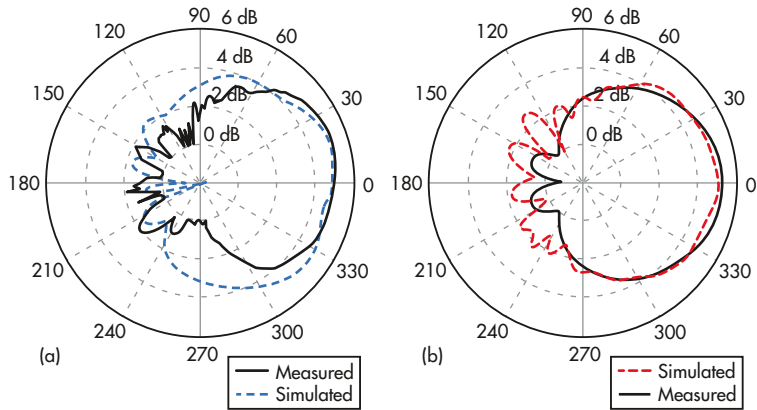 90 6 dB
120 60
4 dB
150 2 dB 30
0 dB
180 0
210 330
240 300
(a) 270
Measured
Simulated
90 6 dB
120 60
4 dB
150 2 dB 30
0 dB
180 0
210 330
240 300
(b) 270
Simulated
Measured